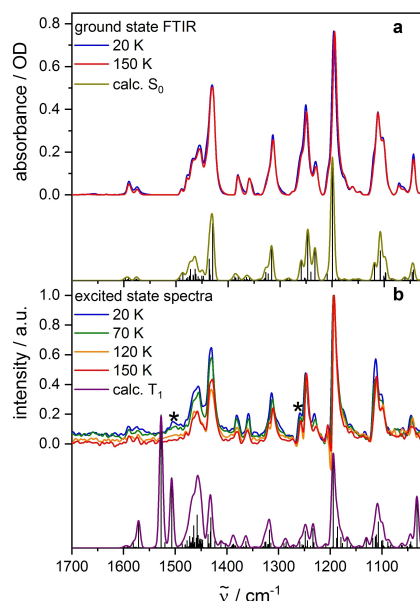 ground state FTIR
a
20 K
150 K
calc. S₀
absorbance / OD
0.8
0.6
0.4
0.2
0.0
excited state spectra
b
20 K
70 K
120 K
150 K
calc. T₁
*
*
intensity / a.u.
1.0
0.8
0.6
0.4
0.2
0.0
1700 1600 1500 1400 1300 1200 1100
ṽ / cm⁻¹